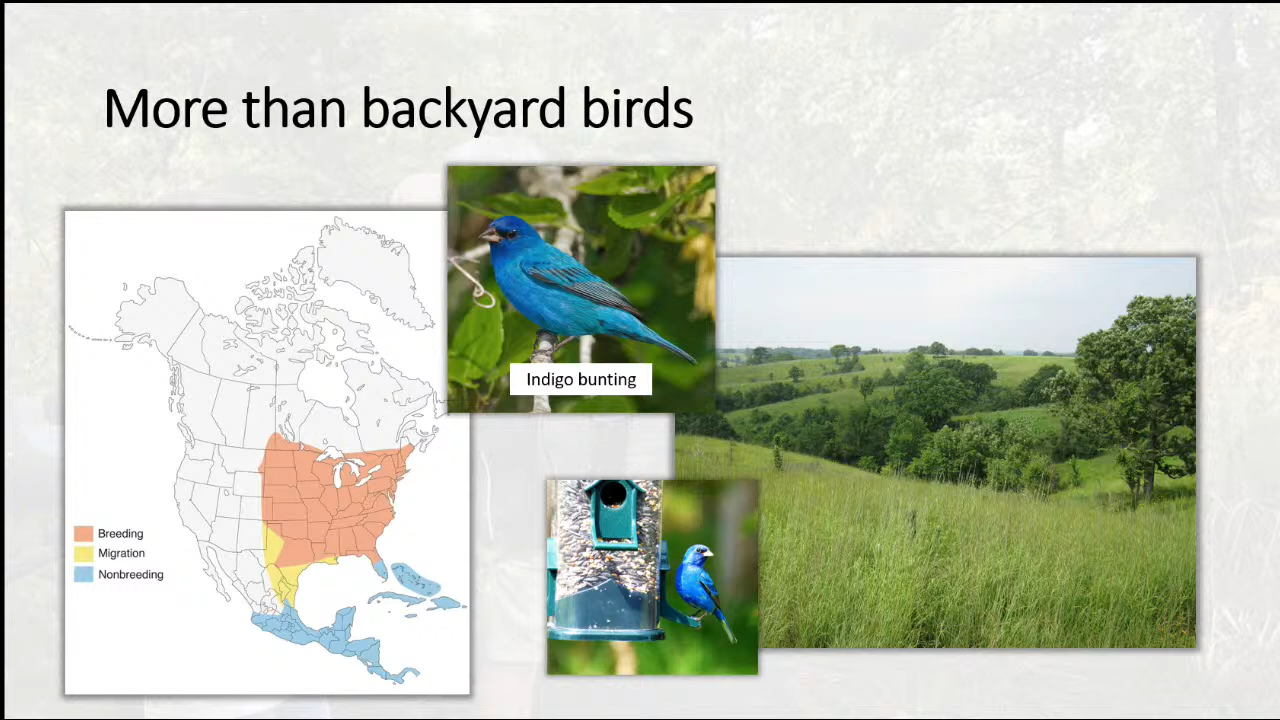 More than backyard birds
Indigo bunting
Breeding
Migration
Nonbreeding